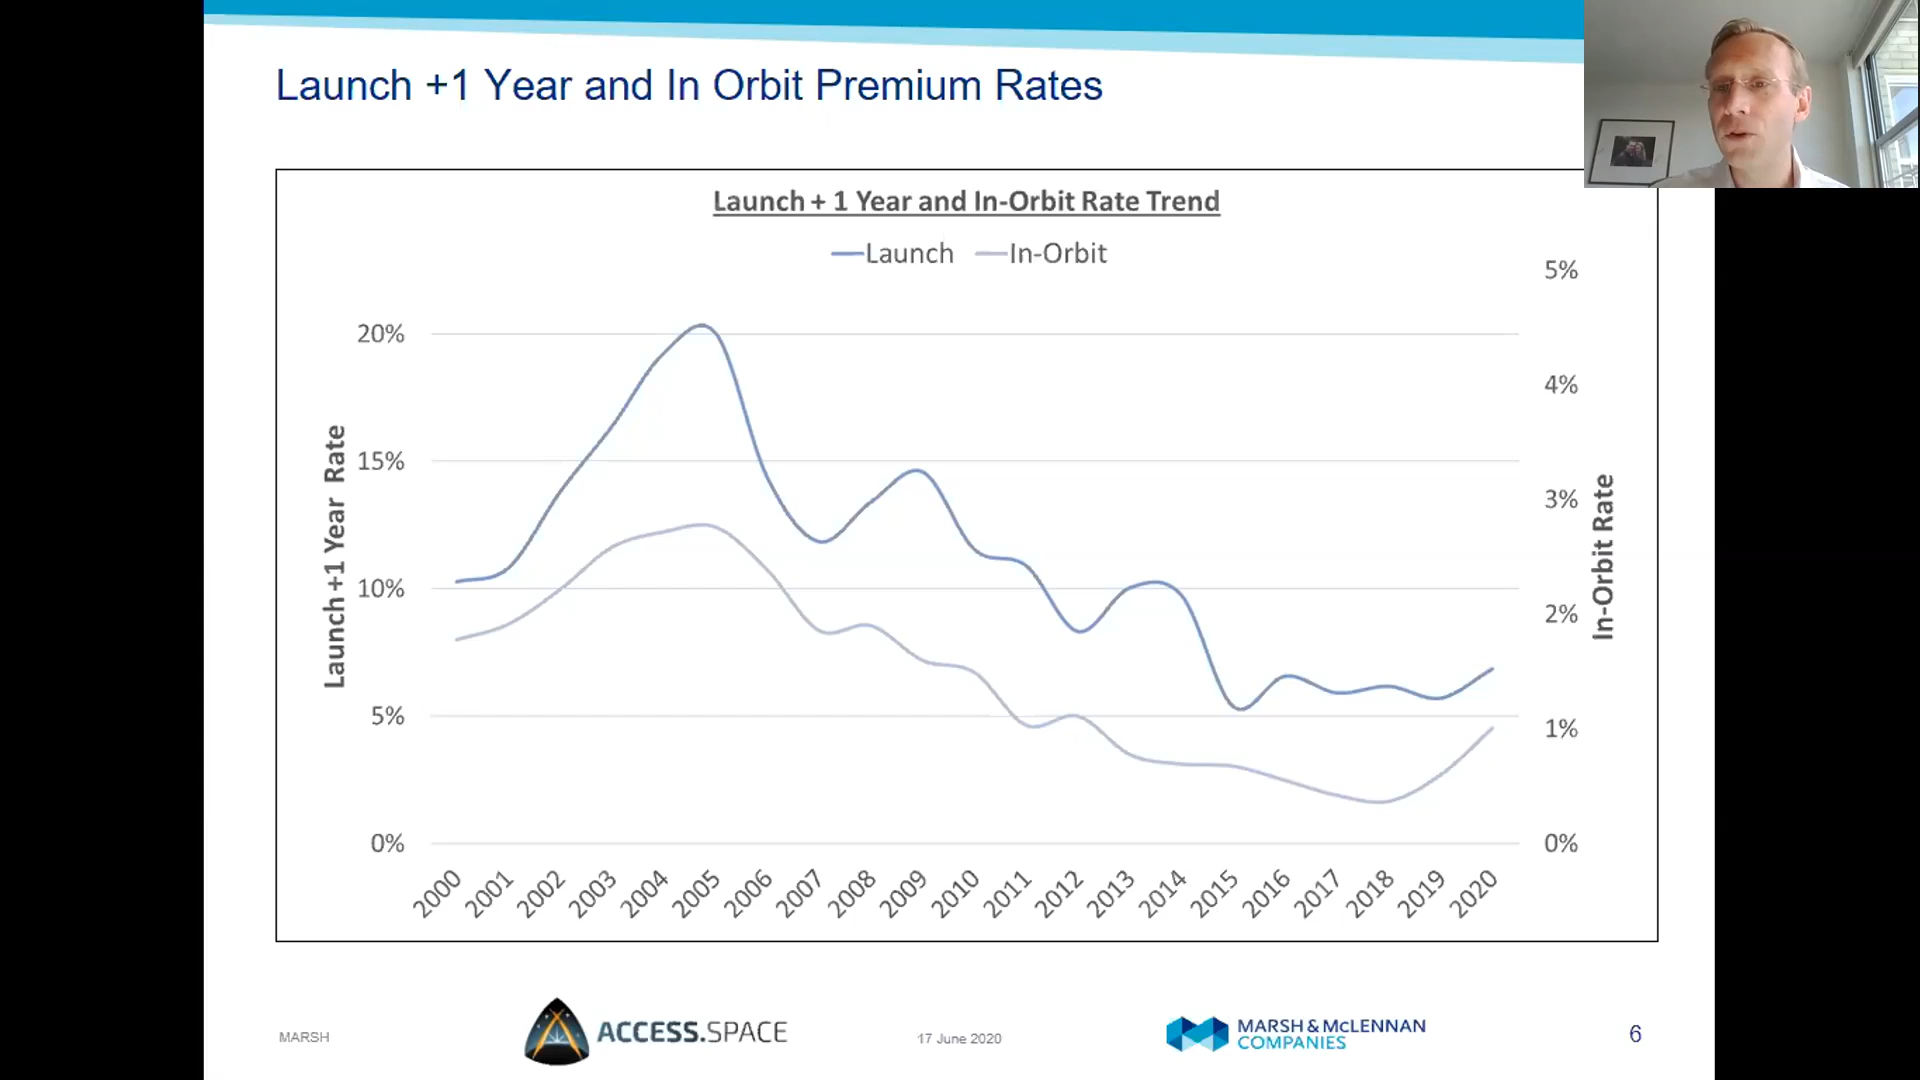 Launch +1 Year and In Orbit Premium Rates
Launch + 1 Year and In-Orbit Rate Trend
Launch In-Orbit
Launch +1 Year Rate
20%
15%
10%
5%
0%
5%
4%
3%
2%
1%
0%
In-Orbit Rate
2000 2001 2002 2003 2004 2005 2006 2007 2008 2009 2010 2011 2012 2013 2014 2015 2016 2017 2018 2019 2020
MARSH
ACCESS.SPACE
17 June 2020
MARSH & McLENNAN
COMPANIES
6